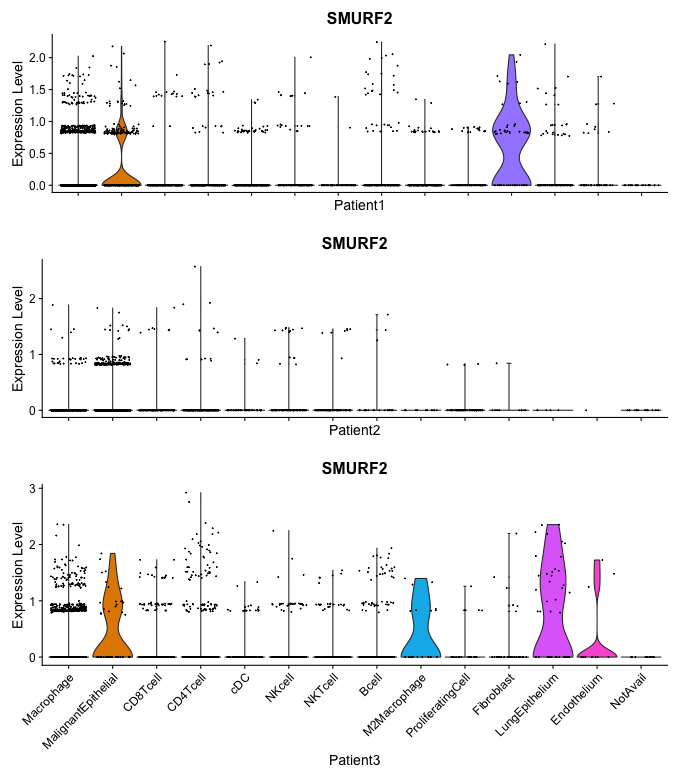 SMURF2
Expression Level
2.0
1.5
1.0
0.5
0.0
Patient1
SMURF2
Expression Level
2
1
0
Patient2
SMURF2
Expression Level
3
2
1
0
Macrophage
MalignantEpithelial
CD8Tcell
CD4Tcell
cDC
NKcell
NKTcell
Bcell
M2Macrophage
ProliferatingCell
Fibroblast
LungEpithelium
Endothelium
NotAvail
Patient3